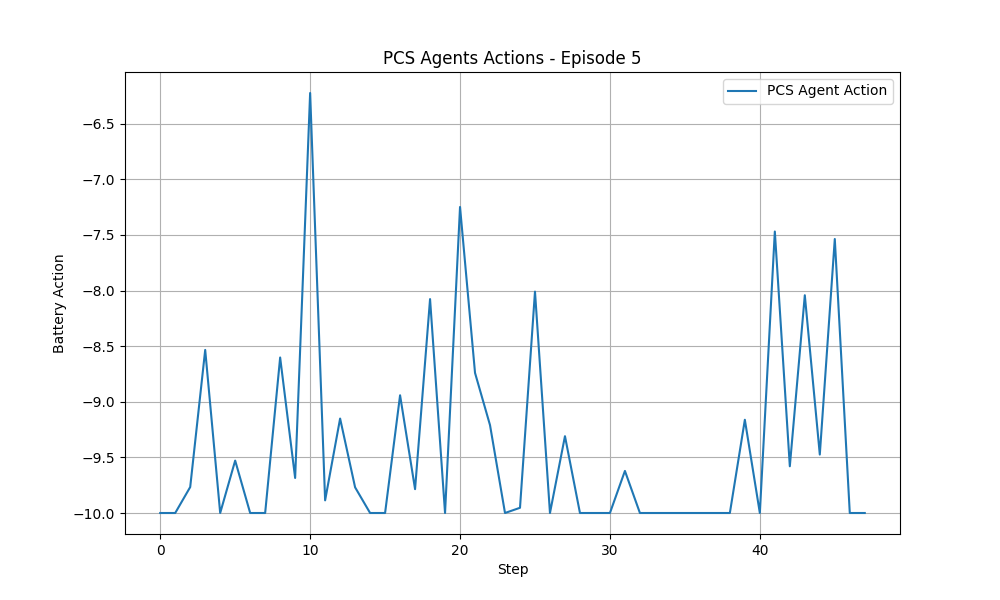 PCS Agents Actions - Episode 5
PCS Agent Action
Battery Action
−6.5
−7.0
−7.5
−8.0
−8.5
−9.0
−9.5
−10.0
0 10 20 30 40
Step